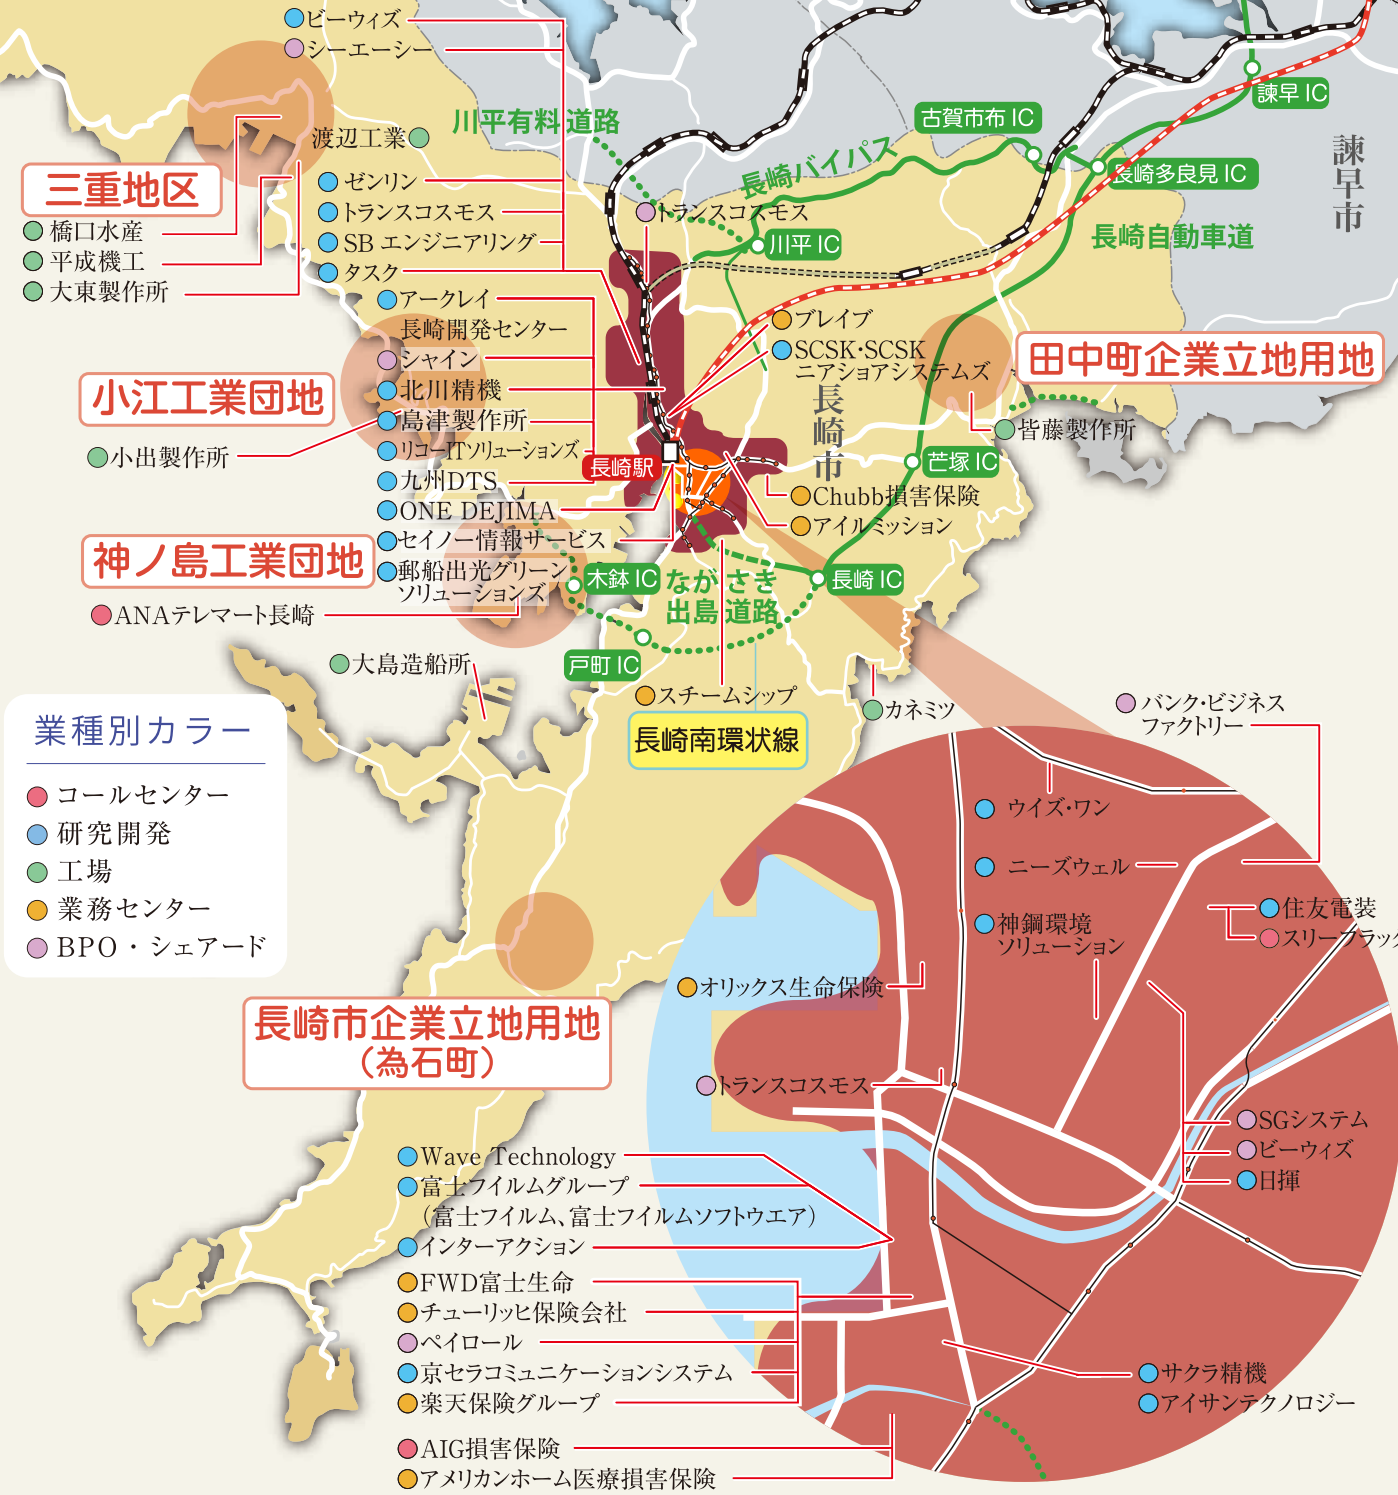 ビーウィズ
シーエーシー
渡辺工業
川平有料道路
古賀市布IC
諫早IC
諫早市
長崎バイパス
長崎多良見IC
三重地区
橋口水産
平成機工
大東製作所
ゼンリン
トランスコスモス
SBエンジニアリング
タスク
トランスコスモス
川平IC
長崎自動車道
アークレイ
長崎開発センター
シャイン
北川精機
島津製作所
リコーITソリューションズ
九州DTS
ONE DEJIMA
セイノー情報サービス
郵船出光グリーン
ソリューションズ
ブレイブ
SCSK・SCSK
ニアショアシステムズ
長崎市
田中町企業立地用地
皆藤製作所
小江工業団地
小出製作所
長崎駅
芒塚IC
Chubb損害保険
アイルミッション
神ノ島工業団地
ANAテレマート長崎
木鉢IC
ながさき
出島道路
長崎IC
戸町IC
大島造船所
スチームシップ
カネミツ
長崎南環状線
業種別カラー
コールセンター
研究開発
工場
業務センター
BPO・シェアード
長崎市企業立地用地
(為石町)
バンク・ビジネス
ファクトリー
ウイズ・ワン
ニーズウェル
住友電装
スリーフラック
神鋼環境
ソリューション
オリックス生命保険
トランスコスモス
SGシステム
ビーウィズ
日揮
Wave Technology
富士フイルムグループ
(富士フイルム、富士フイルムソフトウエア)
インターアクション
FWD富士生命
チューリッヒ保険会社
ペイロール
京セラコミュニケーションシステム
楽天保険グループ
サクラ精機
アイサンテクノロジー
AIG損害保険
アメリカンホーム医療損害保険